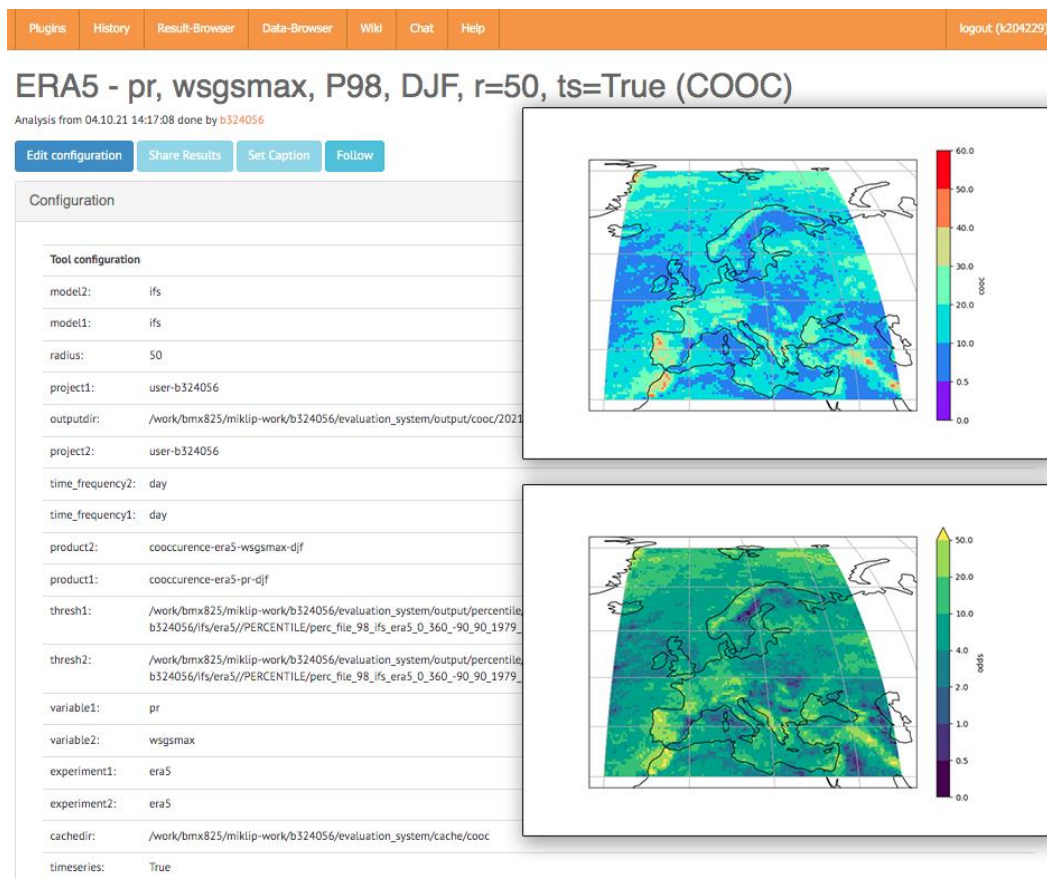 Plugins History Result-Browser Data-Browser Wiki Chat Help logout (k204229)
ERA5 - pr, wsgsmax, P98, DJF, r=50, ts=True (COOC)
Analysis from 04.10.21 14:17:08 done by b324056
Edit configuration Share Results Set Caption Follow
Configuration
Tool configuration
model2: ifs
model1: ifs
radius: 50
project1: user-b324056
outputdir: /work/bmx825/miklip-work/b324056/evaluation_system/output/cooc/2021
project2: user-b324056
time_frequency2: day
time_frequency1: day
product2: cooccurence-era5-wsgsmax-djf
product1: cooccurence-era5-pr-djf
thresh1: /work/bmx825/miklip-work/b324056/evaluation_system/output/percentile,
b324056/ifs/era5//PERCENTILE/perc_file_98_ifs_era5_0_360_-90_90_1979_
thresh2: /work/bmx825/miklip-work/b324056/evaluation_system/output/percentile,
b324056/ifs/era5//PERCENTILE/perc_file_98_ifs_era5_0_360_-90_90_1979_
variable1: pr
variable2: wsgsmax
experiment1: era5
experiment2: era5
cachedir: /work/bmx825/miklip-work/b324056/evaluation_system/cache/cooc
timeseries: True
60.0
50.0
40.0
30.0
20.0
10.0
0.5
0.0
cooc
50.0
20.0
10.0
4.0
2.0
1.0
0.5
0.0
odds